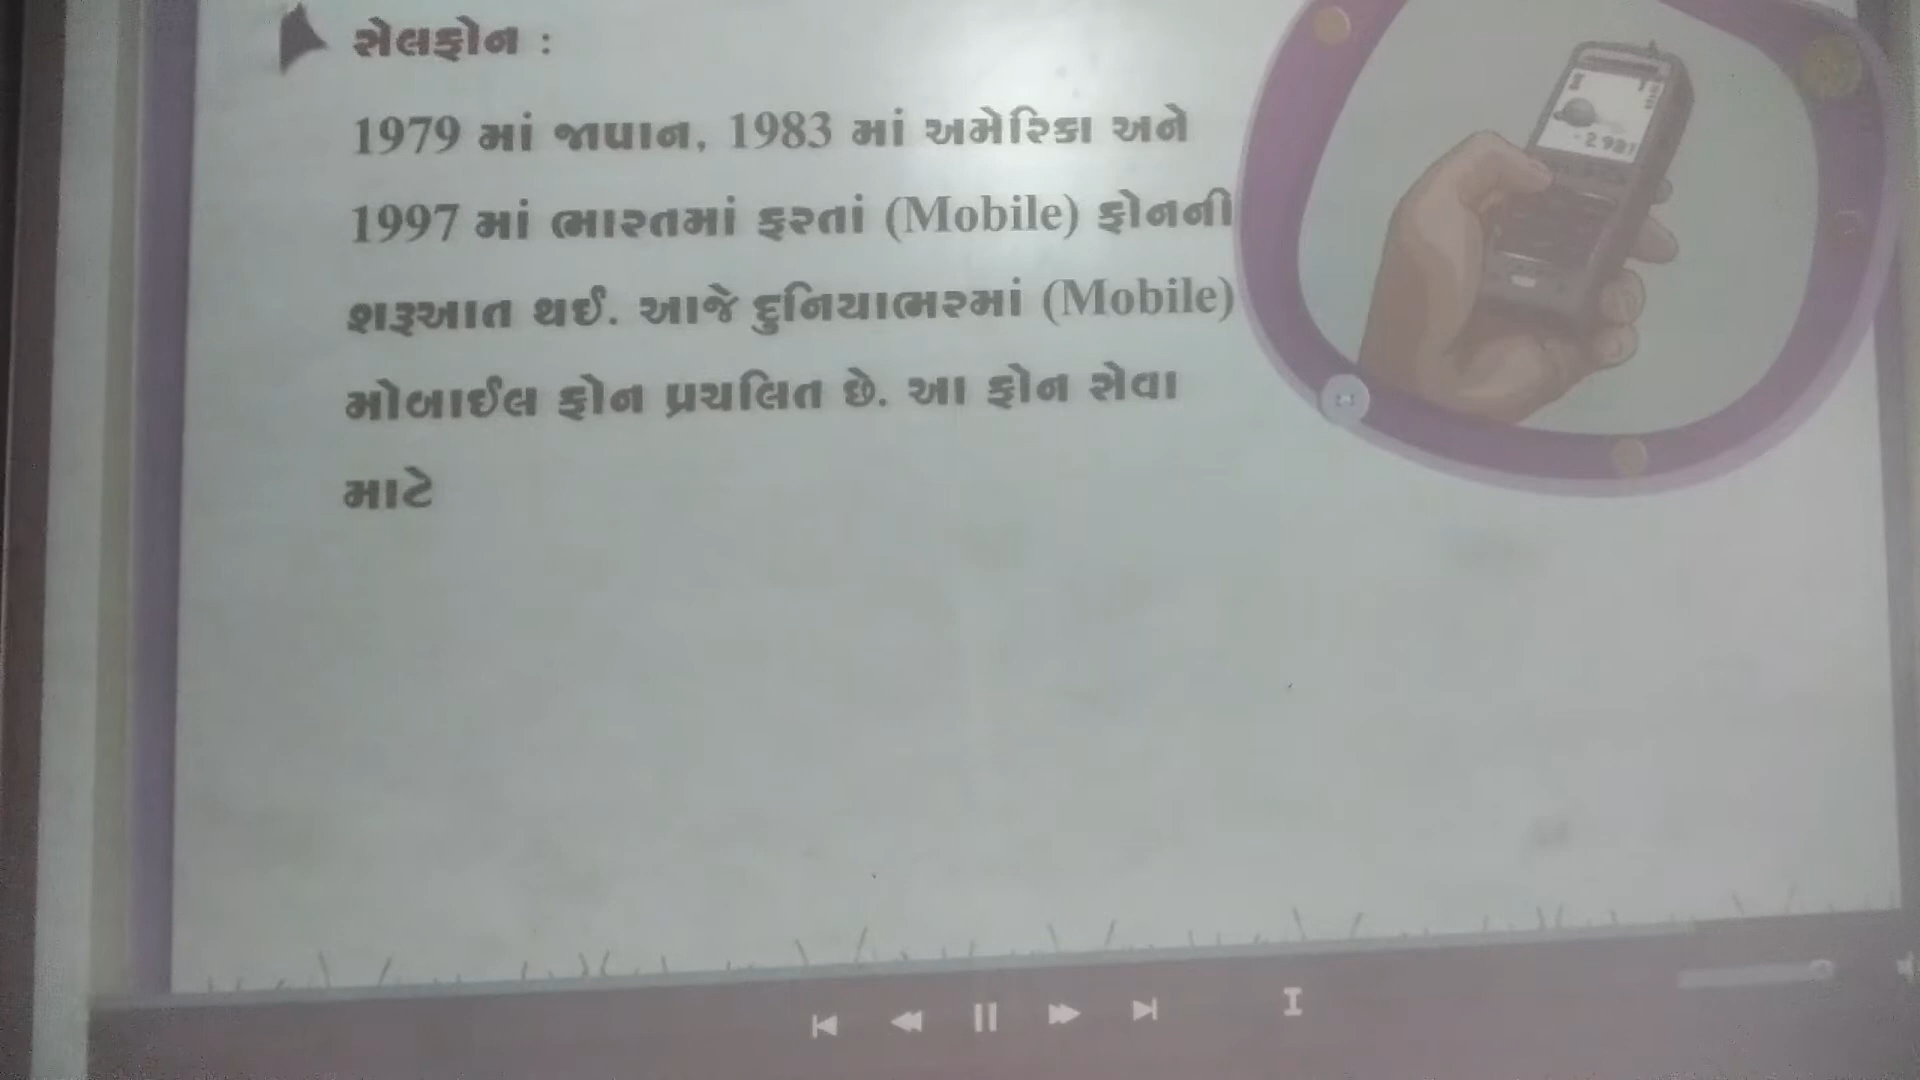 સેલફોન :
1979 માં જાપાન, 1983 માં અમેરિકા અને
1997 માં ભારતમાં ફરતાં (Mobile) ફોનની
શરૂઆત થઈ. આજે દુનિયાભરમાં (Mobile)
મોબાઈલ ફોન પ્રચલિત છે. આ ફોન સેવા
માટે